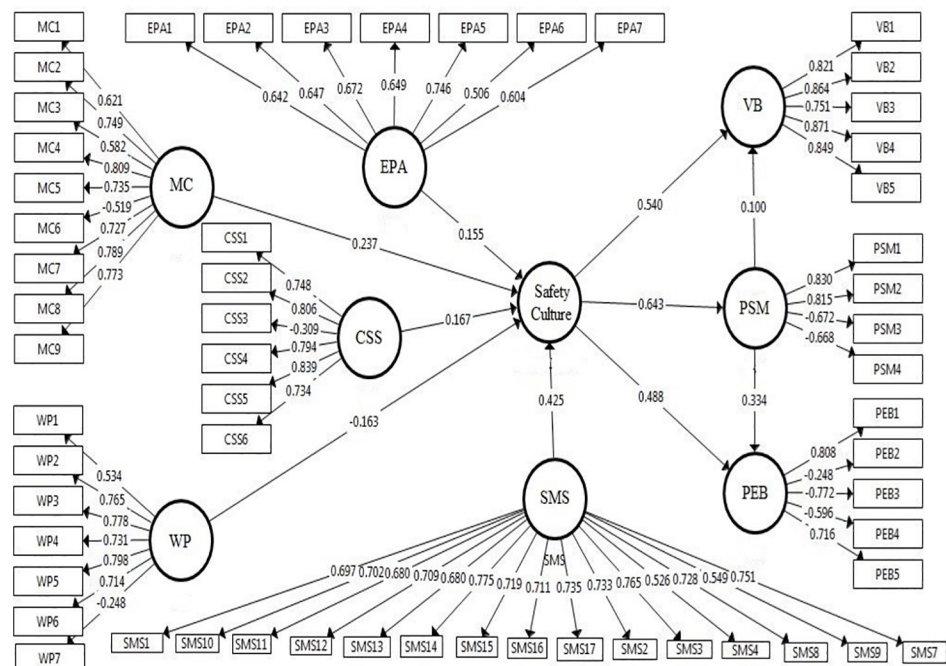 MC1
MC2
MC3
MC4
MC5
MC6
MC7
MC8
MC9
0.621
0.749
0.582
0.809
0.735
-0.519
0.727
0.789
0.773
MC
EPA1
EPA2
EPA3
EPA4
EPA5
EPA6
EPA7
0.642
0.647
0.672
0.649
0.746
0.506
0.604
EPA
VB1
VB2
VB3
VB4
VB5
0.821
0.864
0.751
0.871
0.849
VB
0.237
0.155
0.540
0.100
CSS1
CSS2
CSS3
CSS4
CSS5
CSS6
0.748
0.806
-0.309
0.794
0.839
0.734
CSS
0.167
Safety
Culture
0.643
PSM
PSM1
PSM2
PSM3
PSM4
0.830
0.815
-0.672
-0.668
-0.163
0.425
0.488
0.334
WP1
WP2
WP3
WP4
WP5
WP6
WP7
0.534
0.765
0.778
0.731
0.798
0.714
-0.248
WP
SMS
SMS
PEB
PEB1
PEB2
PEB3
PEB4
PEB5
0.808
-0.248
-0.772
-0.596
0.716
0.697
0.702
0.680
0.709
0.680
0.775
0.719
0.711
0.735
0.733
0.765
0.526
0.728
0.549
0.751
SMS1
SMS10
SMS11
SMS12
SMS13
SMS14
SMS15
SMS16
SMS17
SMS2
SMS3
SMS4
SMS8
SMS9
SMS7